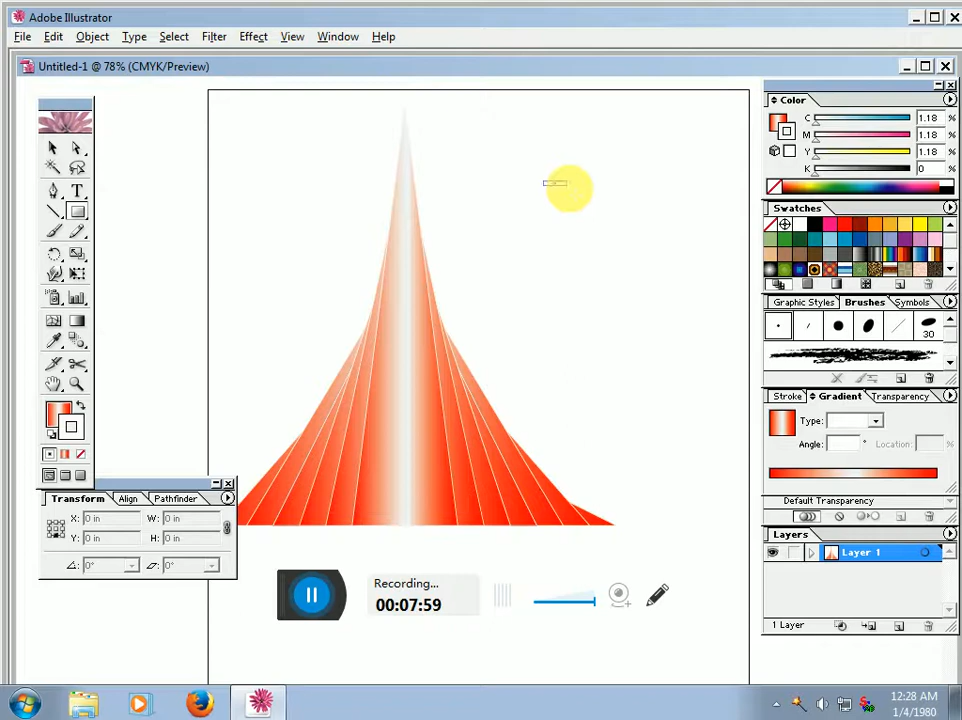 Adobe Illustrator
File Edit Object Type Select Filter Effect View Window Help
Untitled-1 @ 78% (CMYK/Preview)
Color
C 1.18 %
M 1.18 %
Y 1.18 %
K 0 %
Swatches
Graphic Styles Brushes Symbols
30
Stroke Gradient Transparency
Type:
Angle: ° Location: %
Default Transparency
Layers
Layer 1
1 Layer
Transform Align Pathfinder
X: 0 in W: 0 in
Y: 0 in H: 0 in
0° 0°
Recording...
00:07:59
12:28 AM
1/4/1980